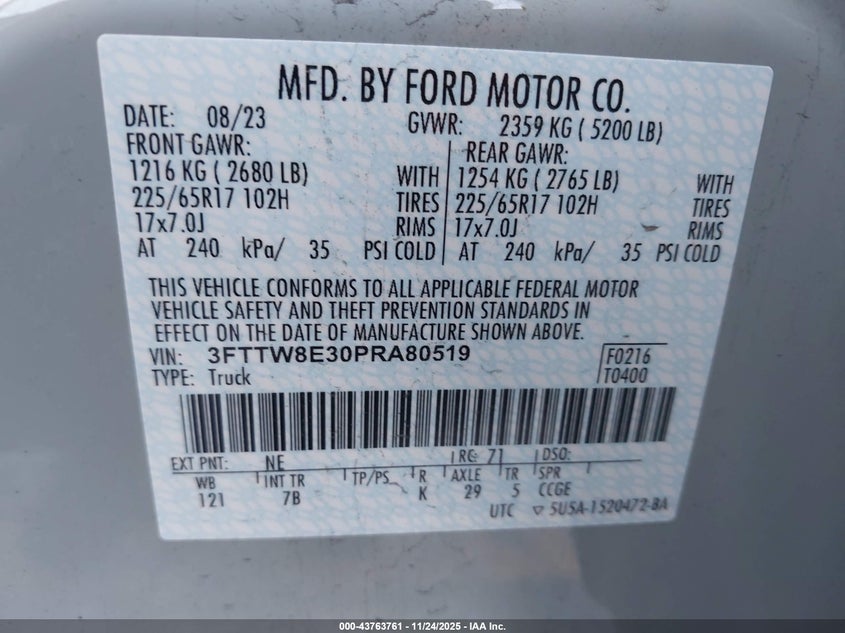 MFD. BY FORD MOTOR CO.
DATE: 08/23 GVWR: 2359 KG ( 5200 LB)
FRONT GAWR: REAR GAWR:
1216 KG ( 2680 LB) WITH 1254 KG ( 2765 LB) WITH
225/65R17 102H TIRES 225/65R17 102H TIRES
17x7.0J RIMS 17x7.0J RIMS
AT 240 kPa/ 35 PSI COLD AT 240 kPa/ 35 PSI COLD
THIS VEHICLE CONFORMS TO ALL APPLICABLE FEDERAL MOTOR
VEHICLE SAFETY AND THEFT PREVENTION STANDARDS IN
EFFECT ON THE DATE OF MANUFACTURE SHOWN ABOVE.
VIN: 3FTTW8E30PRA80519 F0216
TYPE: Truck T0400
EXT PNT: NE RC: 71 DSO:
WB INT TR TP/PS R AXLE TR SPR
121 7B K 29 5 CCGE
UTC ▽ 5U5A-1520472-BA
000-43763761 - 11/24/2025 - IAA Inc.